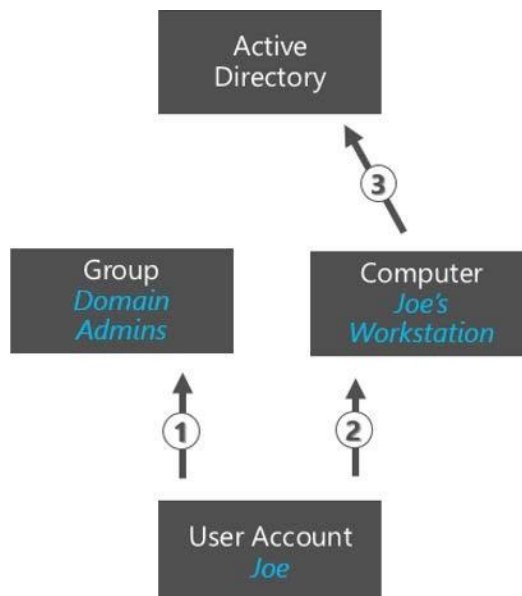 Active
Directory
3
Group
Domain
Admins
Computer
Joe's
Workstation
1
2
User Account
Joe